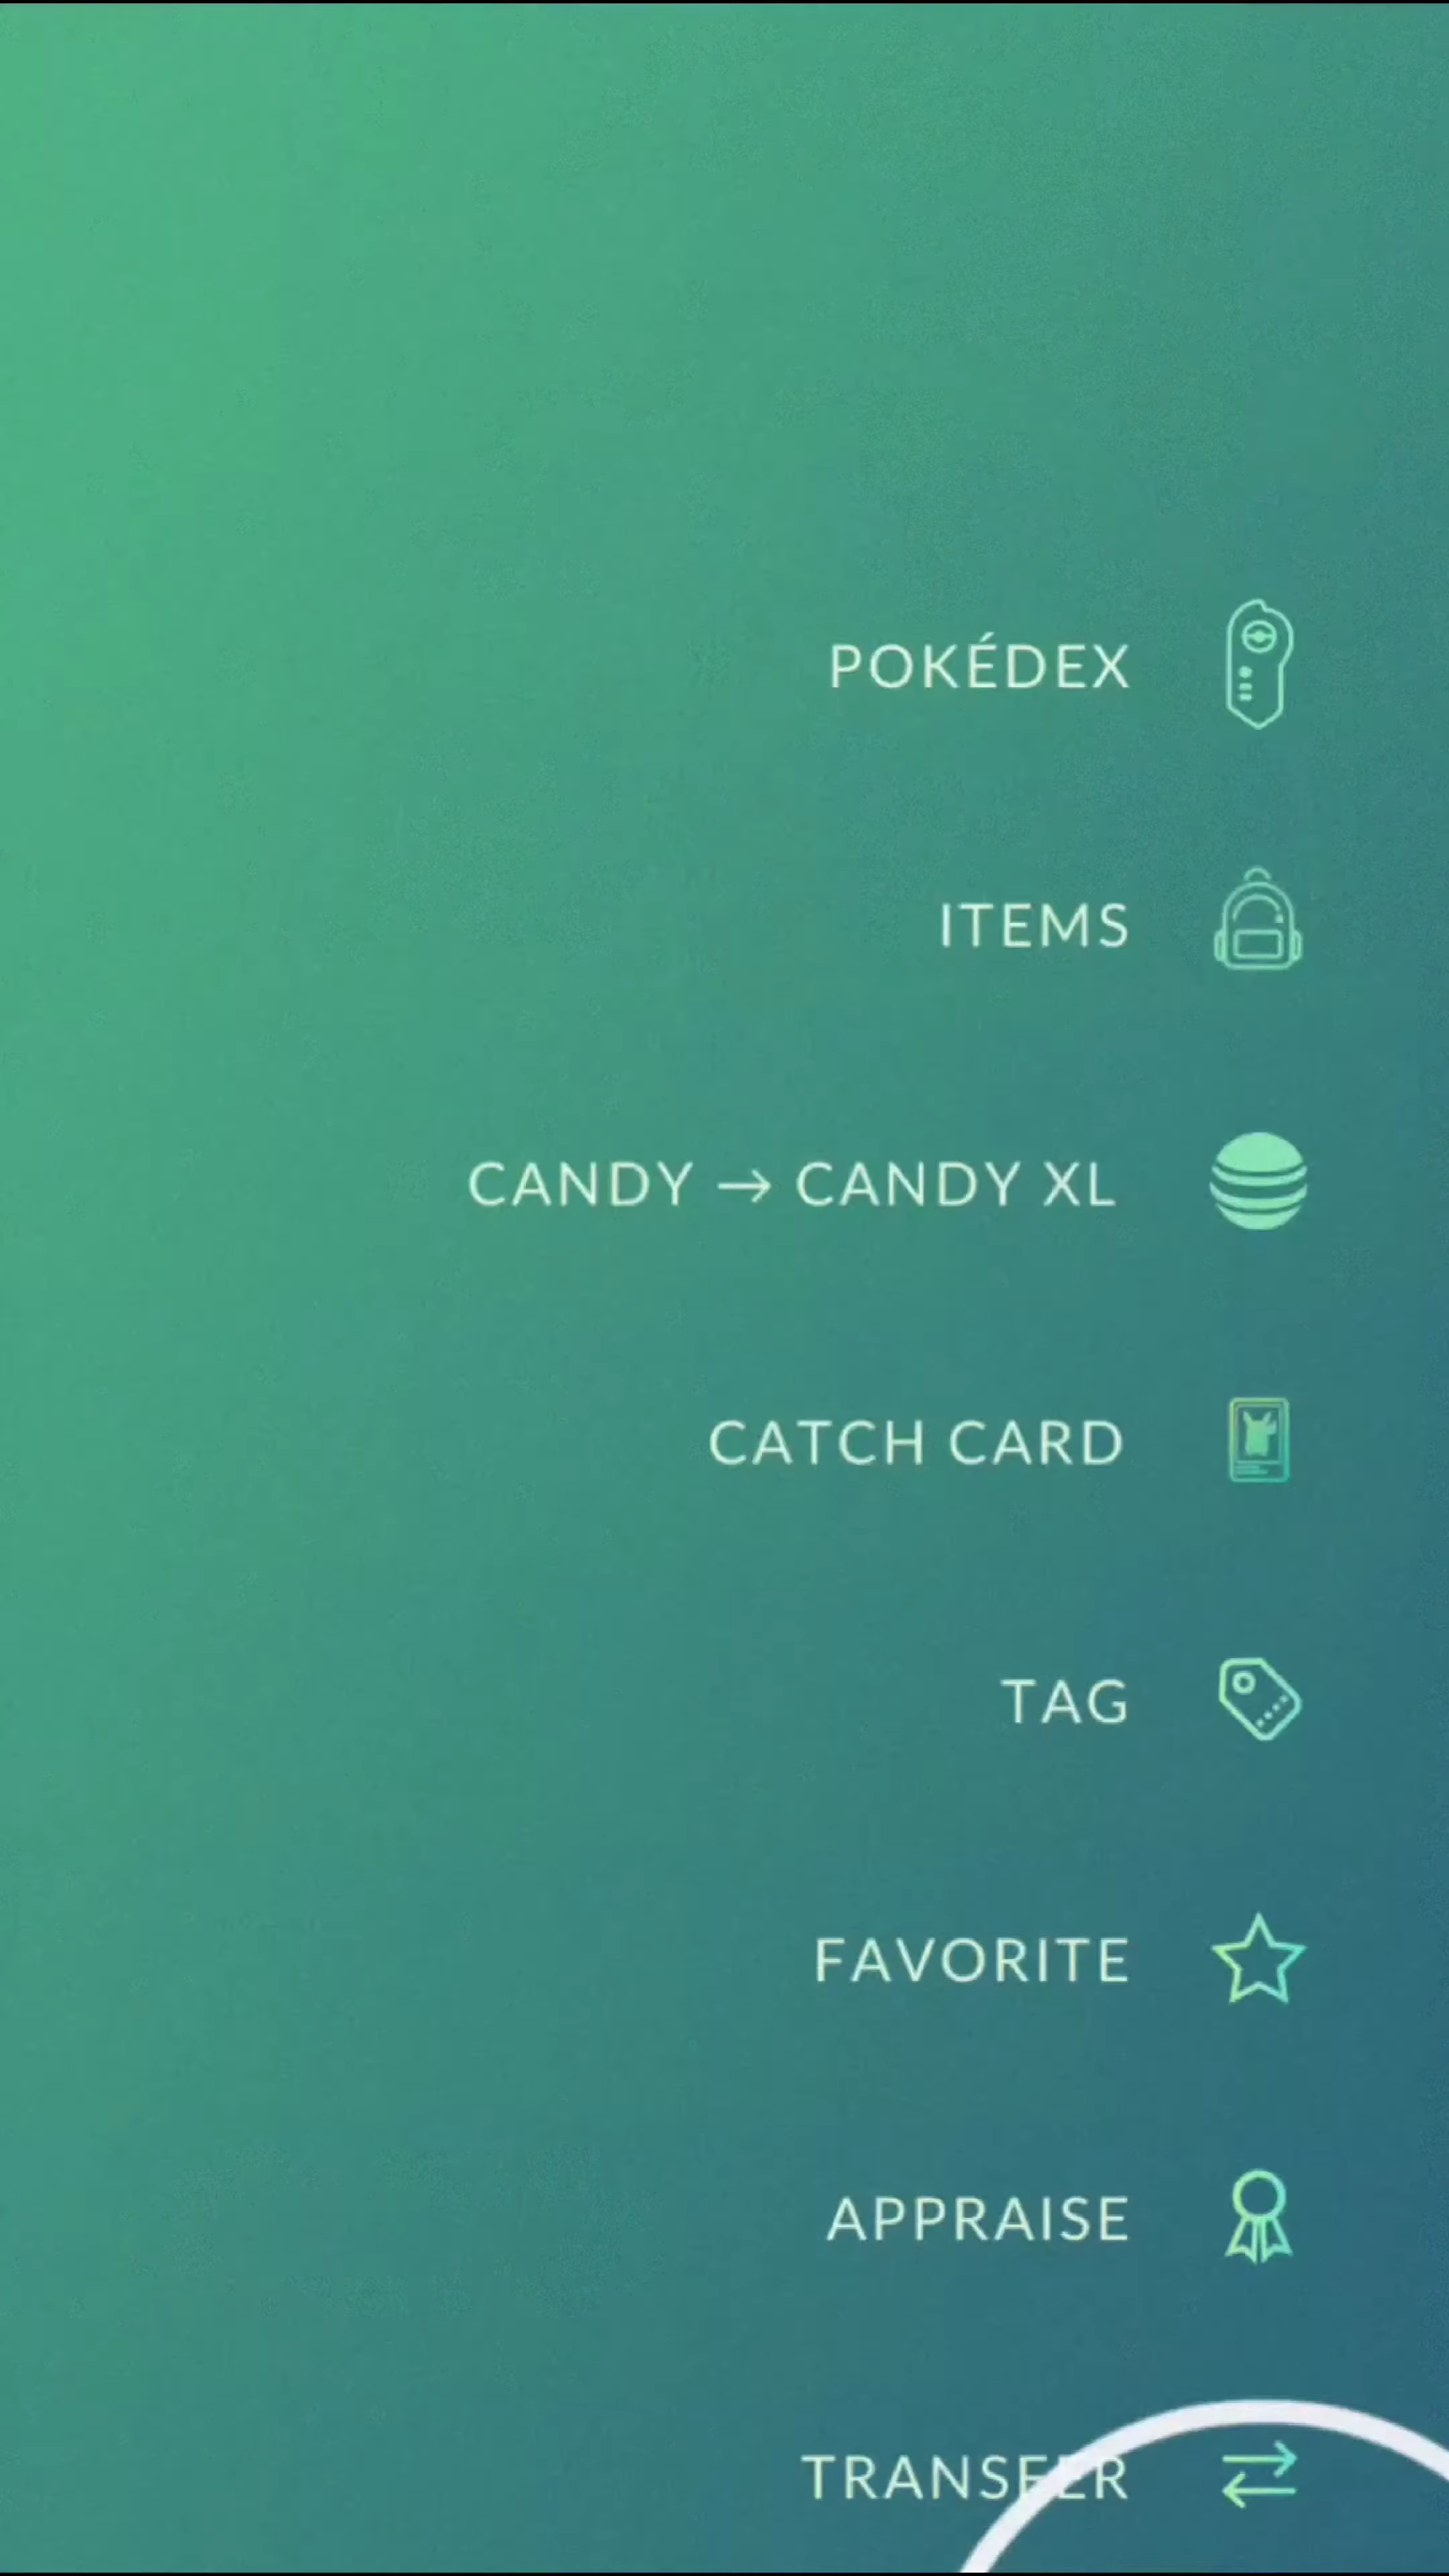 POKÉDEX
ITEMS
CANDY → CANDY XL
CATCH CARD
TAG
FAVORITE
APPRAISE
TRANSFER